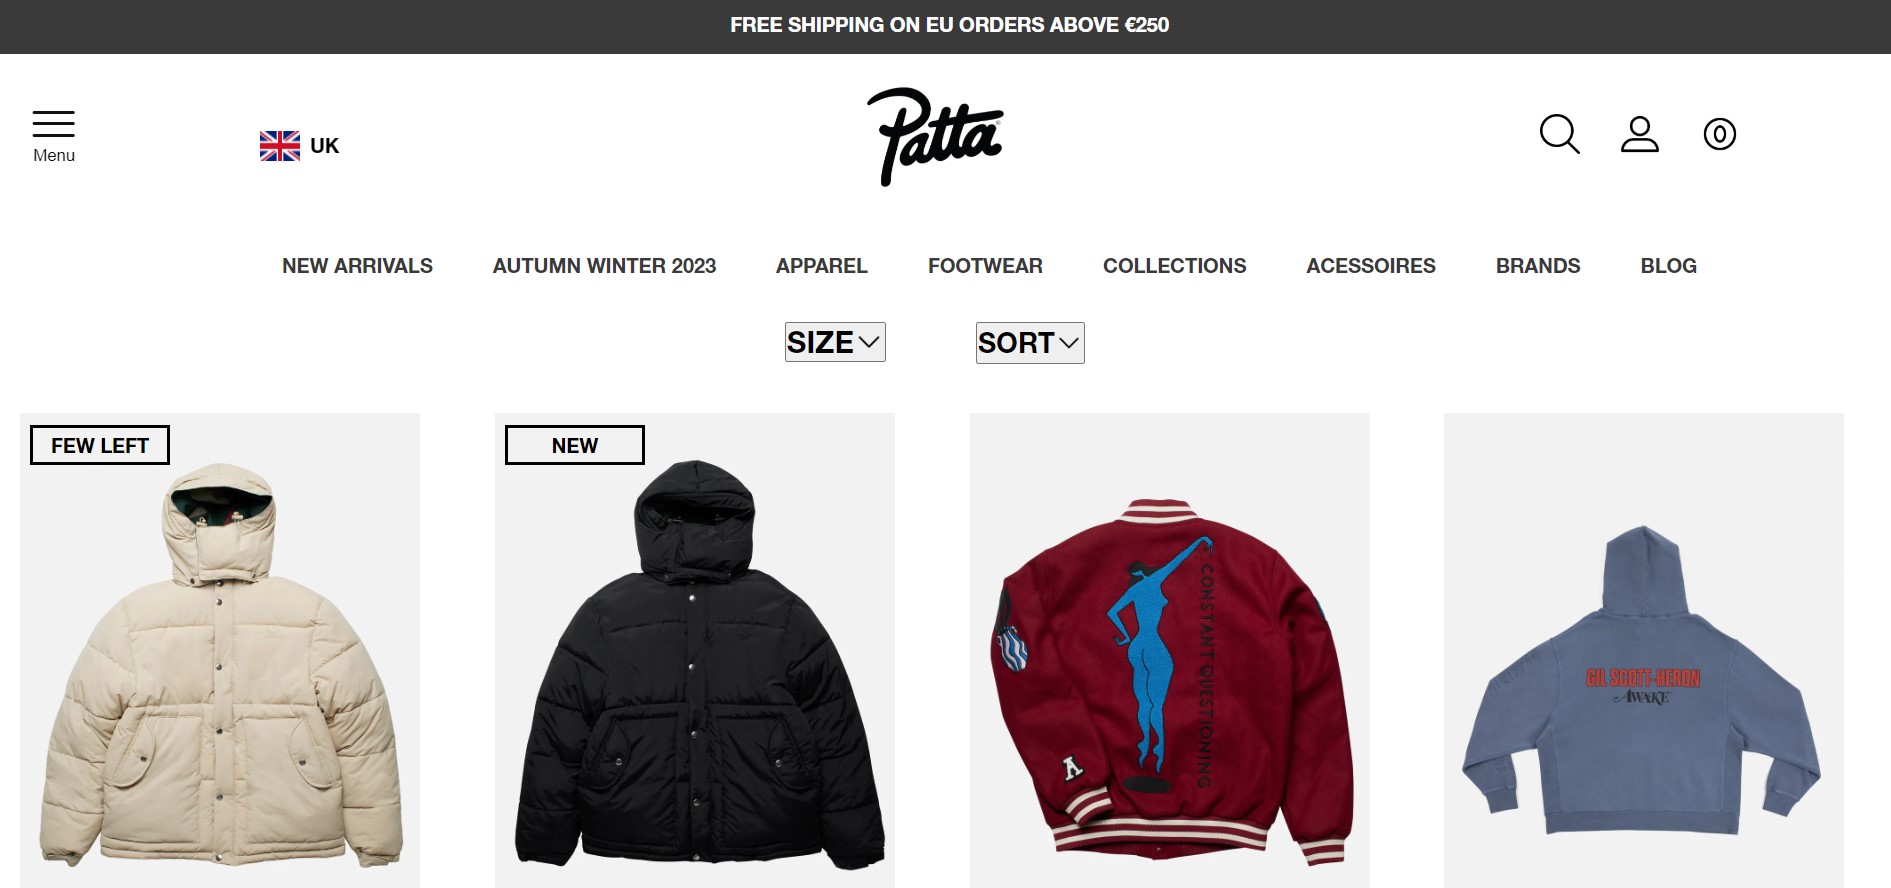 FREE SHIPPING ON EU ORDERS ABOVE €250
Menu
UK
Patta
0
NEW ARRIVALS AUTUMN WINTER 2023 APPAREL FOOTWEAR COLLECTIONS ACESSOIRES BRANDS BLOG
SIZE SORT
FEW LEFT
NEW
CONSTANT QUESTIONING
A
GIL SCOTT-HERON
AWAKE